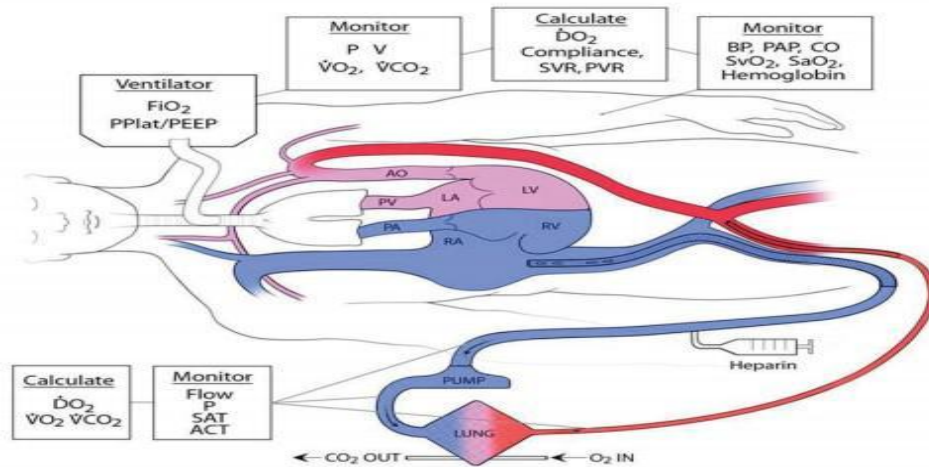 Monitor
P V
V̇O₂, V̇CO₂
Calculate
ḊO₂
Compliance,
SVR, PVR
Monitor
BP, PAP, CO
SvO₂, SaO₂,
Hemoglobin
Ventilator
FiO₂
PPlat/PEEP
AO
PV
LA
LV
PA
RA
RV
Heparin
PUMP
LUNG
Calculate
ḊO₂
V̇O₂ V̇CO₂
Monitor
Flow
P
SAT
ACT
CO₂ OUT
O₂ IN